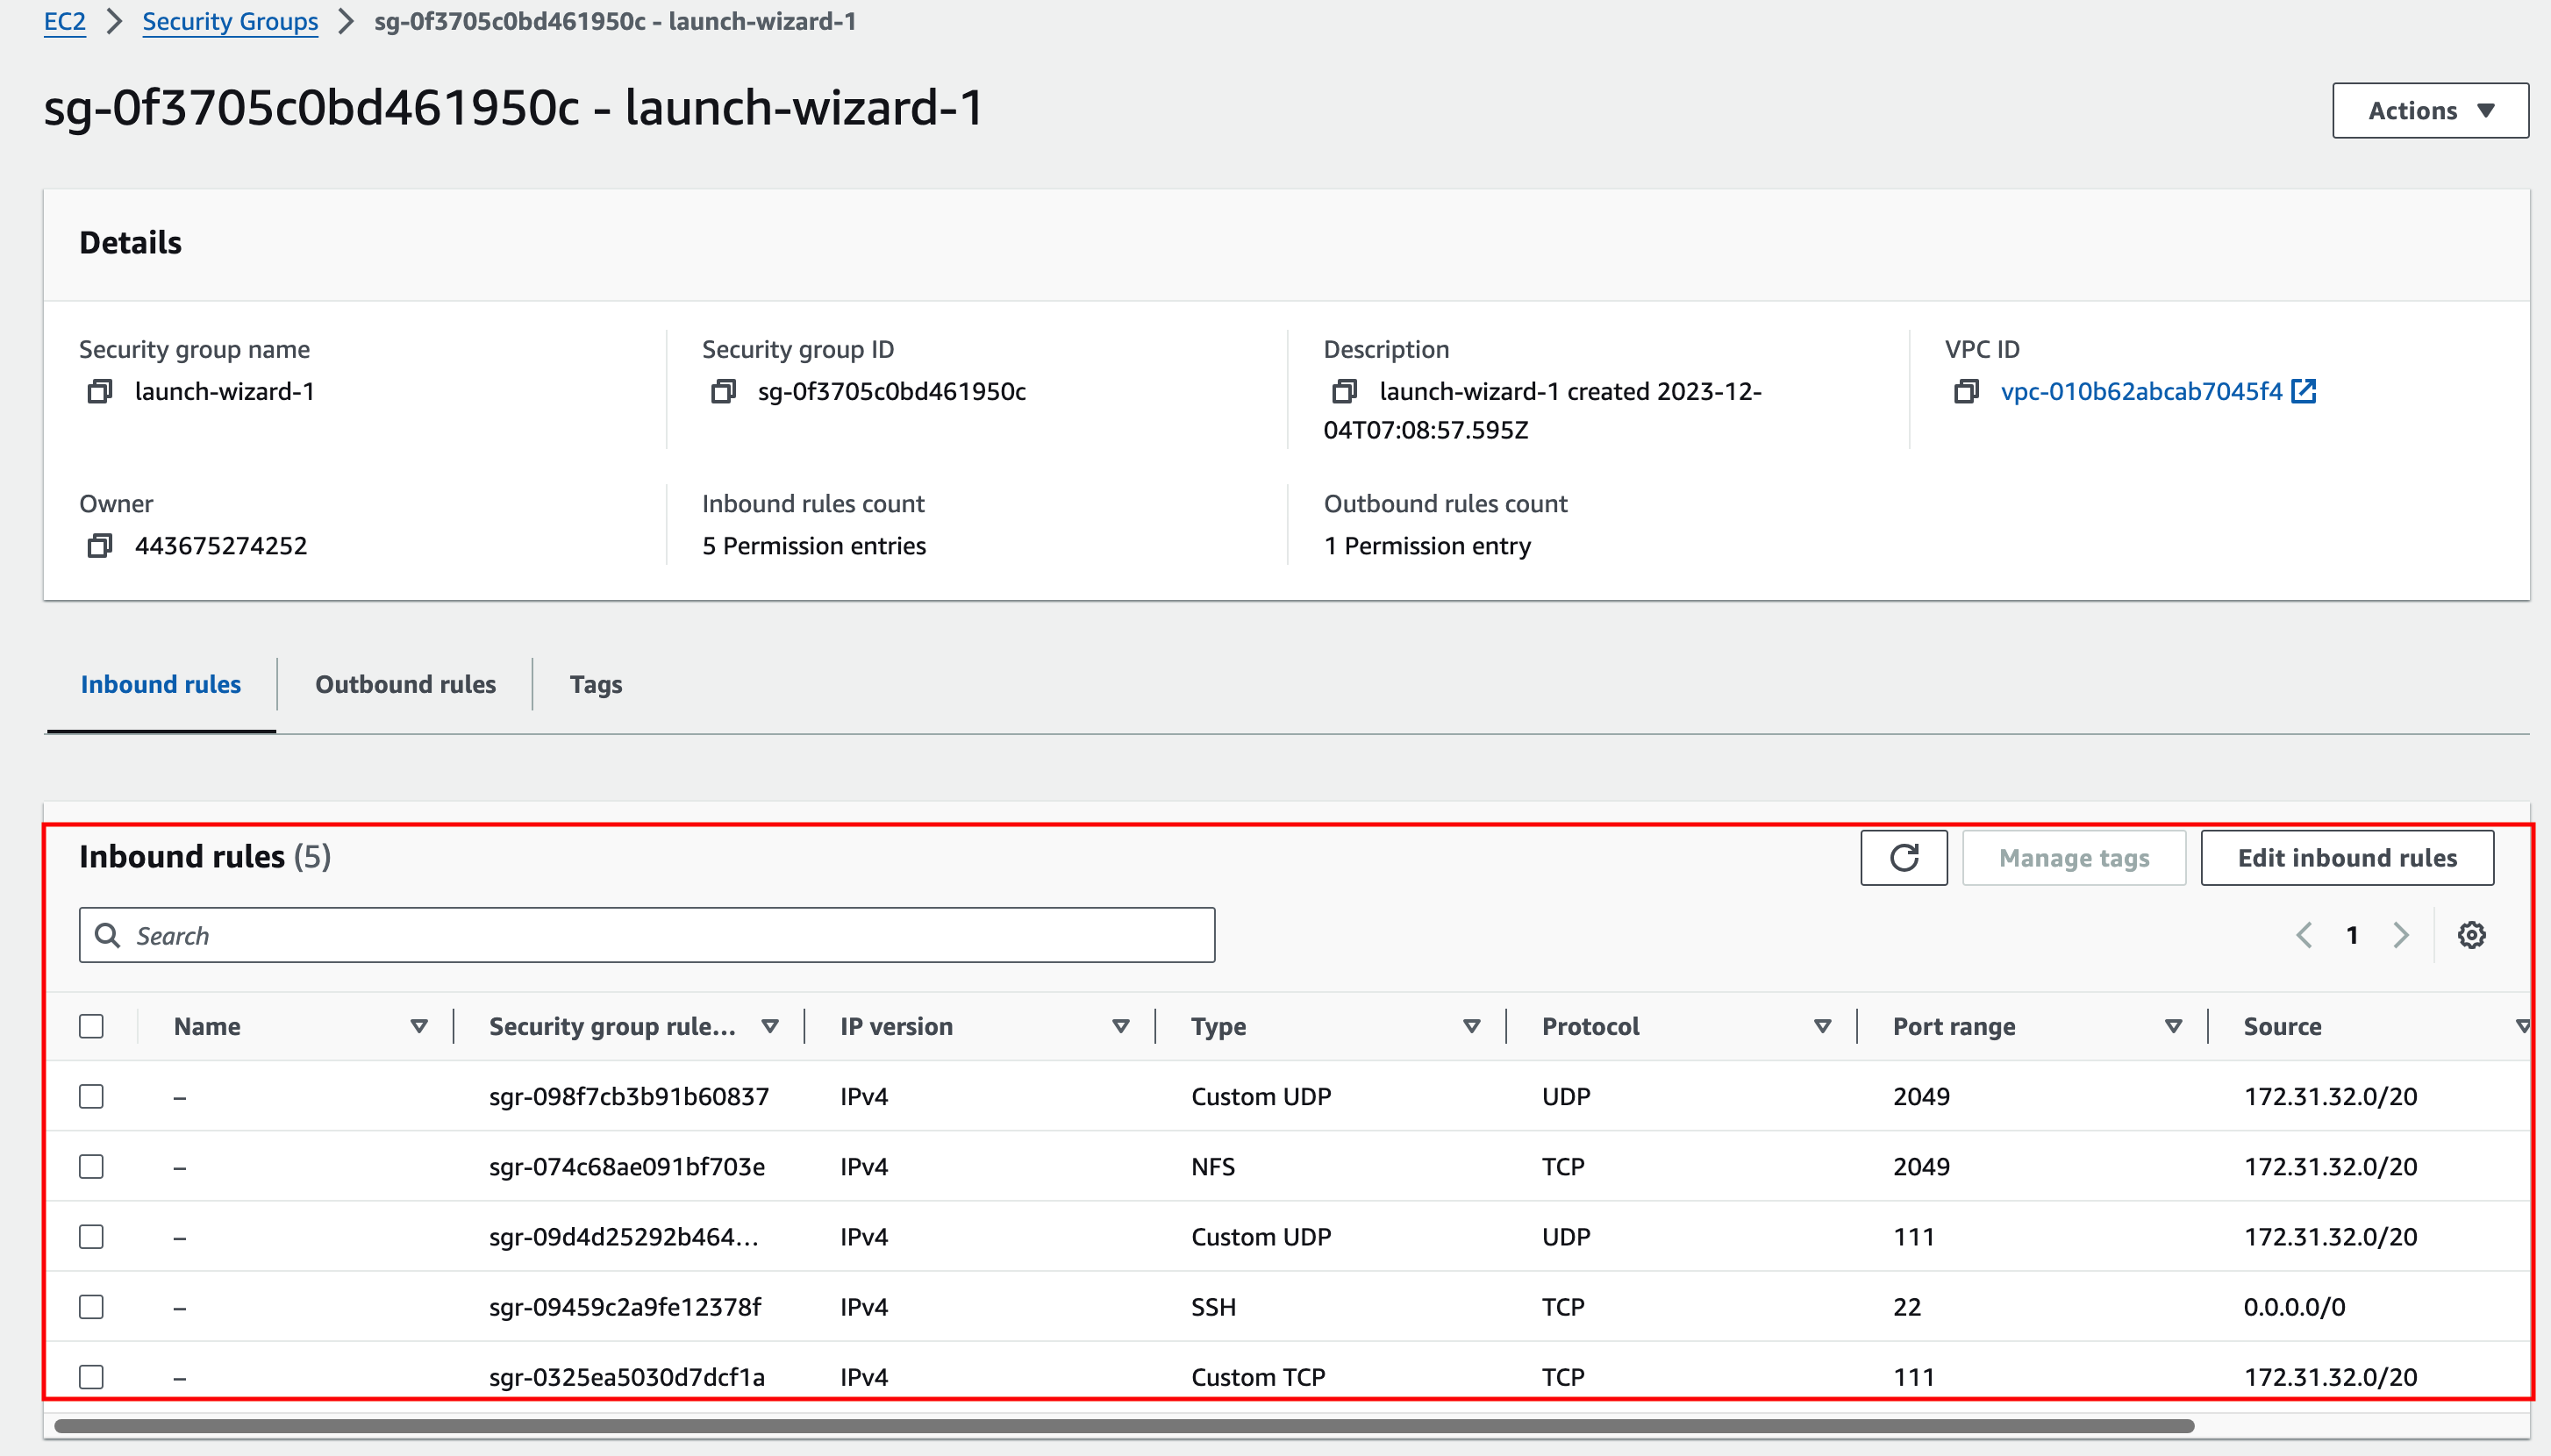 EC2 > Security Groups > sg-0f3705c0bd461950c - launch-wizard-1
sg-0f3705c0bd461950c - launch-wizard-1
Actions
Details
Security group name
launch-wizard-1
Security group ID
sg-0f3705c0bd461950c
Description
launch-wizard-1 created 2023-12-
04T07:08:57.595Z
VPC ID
vpc-010b62abcab7045f4
Owner
443675274252
Inbound rules count
5 Permission entries
Outbound rules count
1 Permission entry
Inbound rules Outbound rules Tags
Inbound rules (5)
Manage tags Edit inbound rules
Search
1
Name Security group rule... IP version Type Protocol Port range Source
– sgr-098f7cb3b91b60837 IPv4 Custom UDP UDP 2049 172.31.32.0/20
– sgr-074c68ae091bf703e IPv4 NFS TCP 2049 172.31.32.0/20
– sgr-09d4d25292b464... IPv4 Custom UDP UDP 111 172.31.32.0/20
– sgr-09459c2a9fe12378f IPv4 SSH TCP 22 0.0.0.0/0
– sgr-0325ea5030d7dcf1a IPv4 Custom TCP TCP 111 172.31.32.0/20